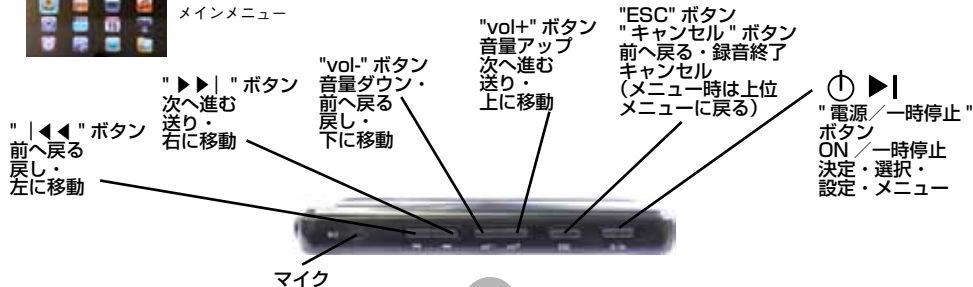 メインメニュー
"|◀◀"ボタン
前へ戻る
戻し・
左に移動
"▶▶|"ボタン
次へ進む
送り・
右に移動
"vol-"ボタン
音量ダウン・
前へ戻る
戻し・
下に移動
"vol+"ボタン
音量アップ
次へ進む
送り・
上に移動
"ESC"ボタン
"キャンセル"ボタン
前へ戻る・録音終了
キャンセル
(メニュー時は上位
メニューに戻る)
"電源／一時停止"
ボタン
ON／一時停止
決定・選択・
設定・メニュー
マイク